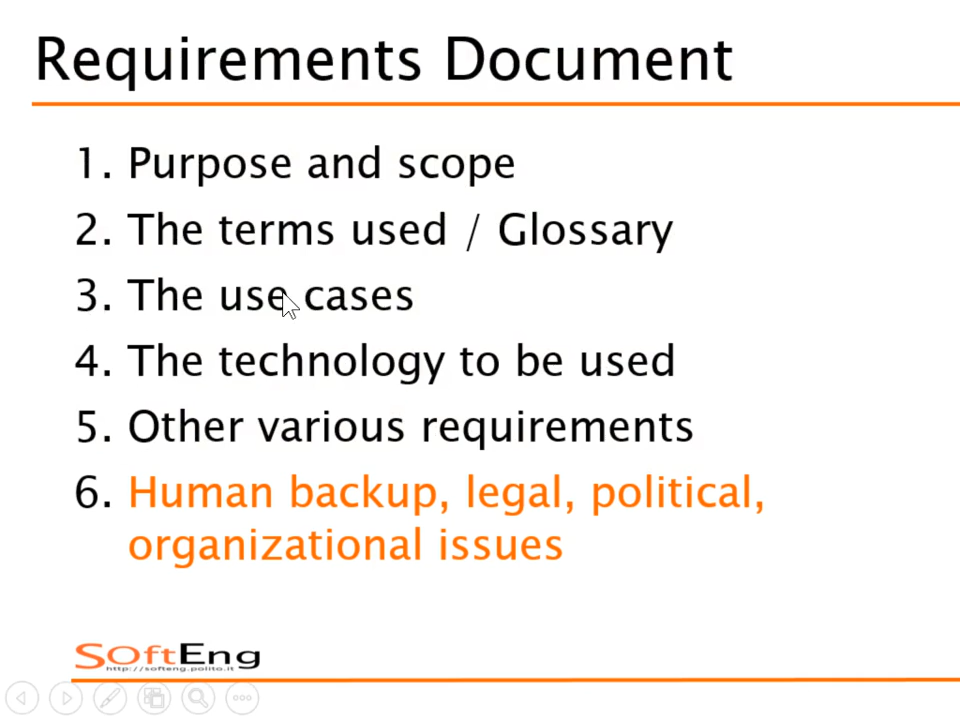 Requirements Document
1. Purpose and scope
2. The terms used / Glossary
3. The use cases
4. The technology to be used
5. Other various requirements
6. Human backup, legal, political,
organizational issues
SoftEng
http://softeng.polito.it